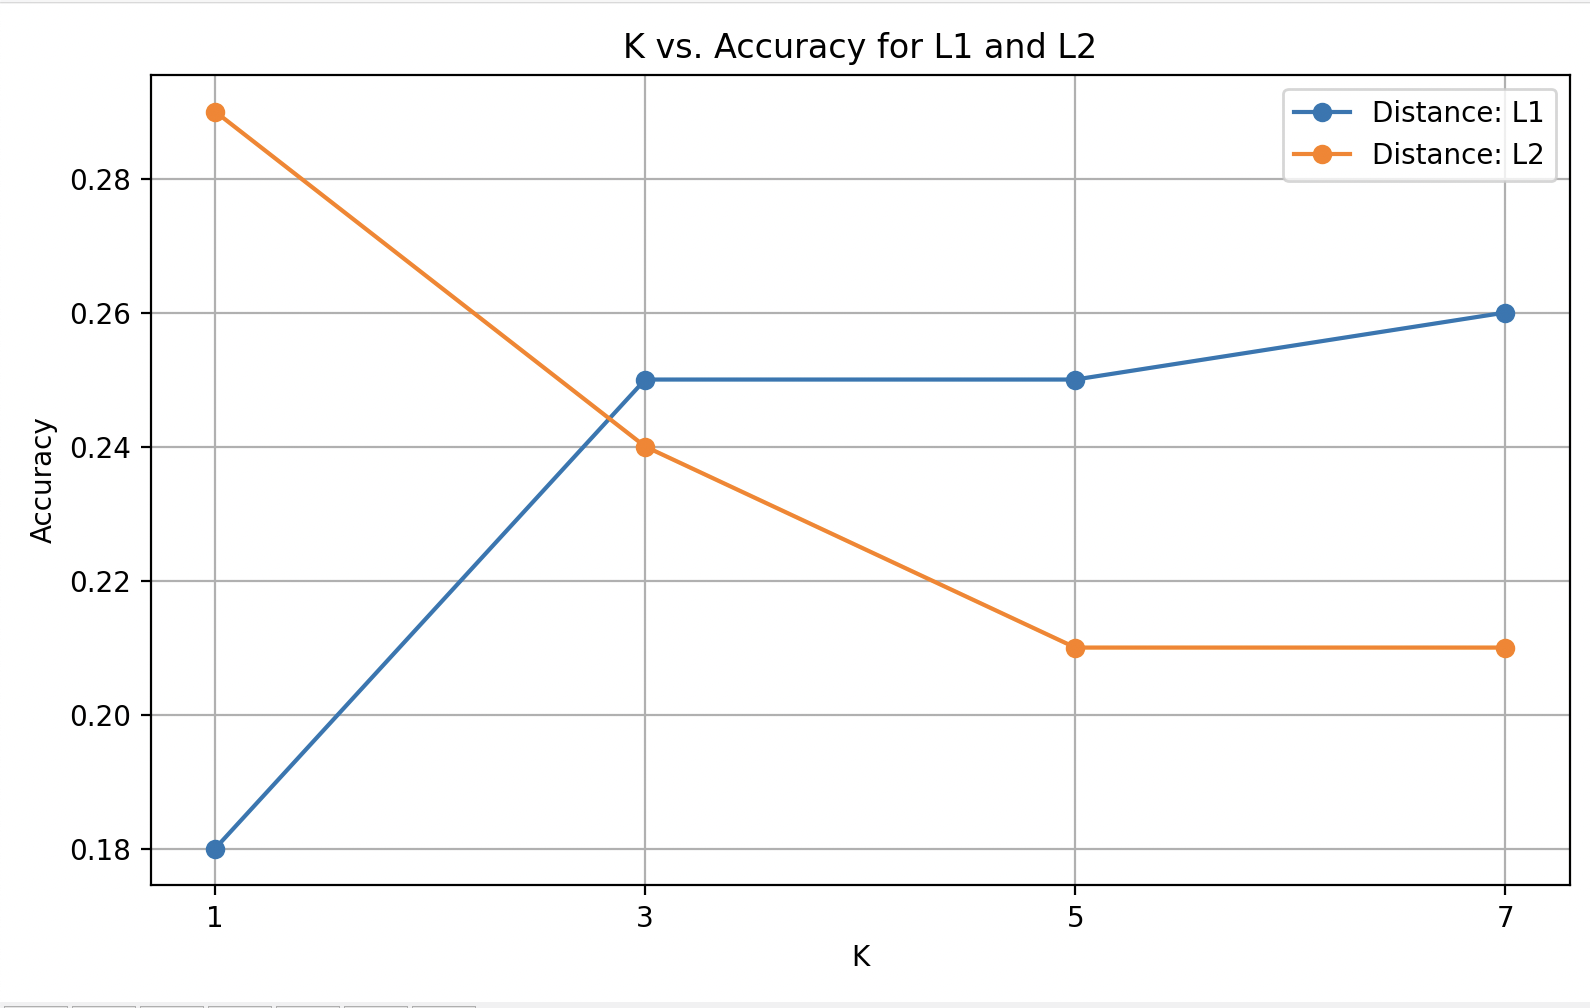 K vs. Accuracy for L1 and L2
Distance: L1
Distance: L2
0.28
0.26
0.24
0.22
0.20
0.18
Accuracy
1 3 5 7
K